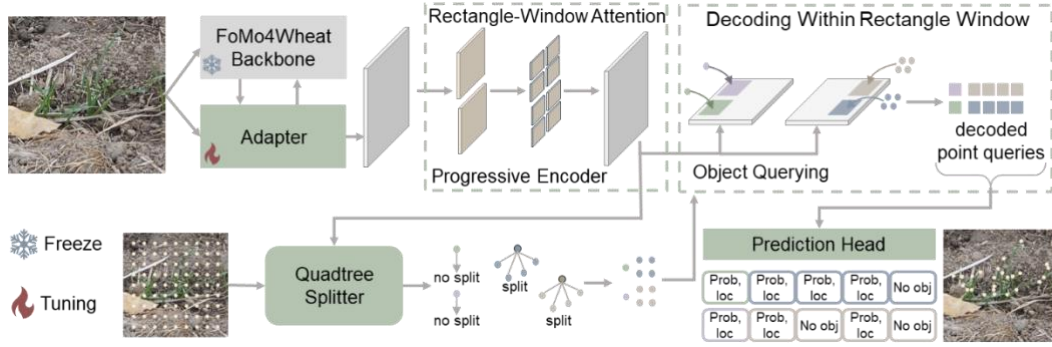 FoMo4Wheat
Backbone
Adapter
Rectangle-Window Attention
Progressive Encoder
Decoding Within Rectangle Window
Object Querying
decoded
point queries
Freeze
Tuning
Quadtree
Splitter
no split
no split
split
split
Prediction Head
Prob, loc
Prob, loc
Prob, loc
Prob, loc
No obj
Prob, loc
Prob, loc
No obj
Prob, loc
No obj